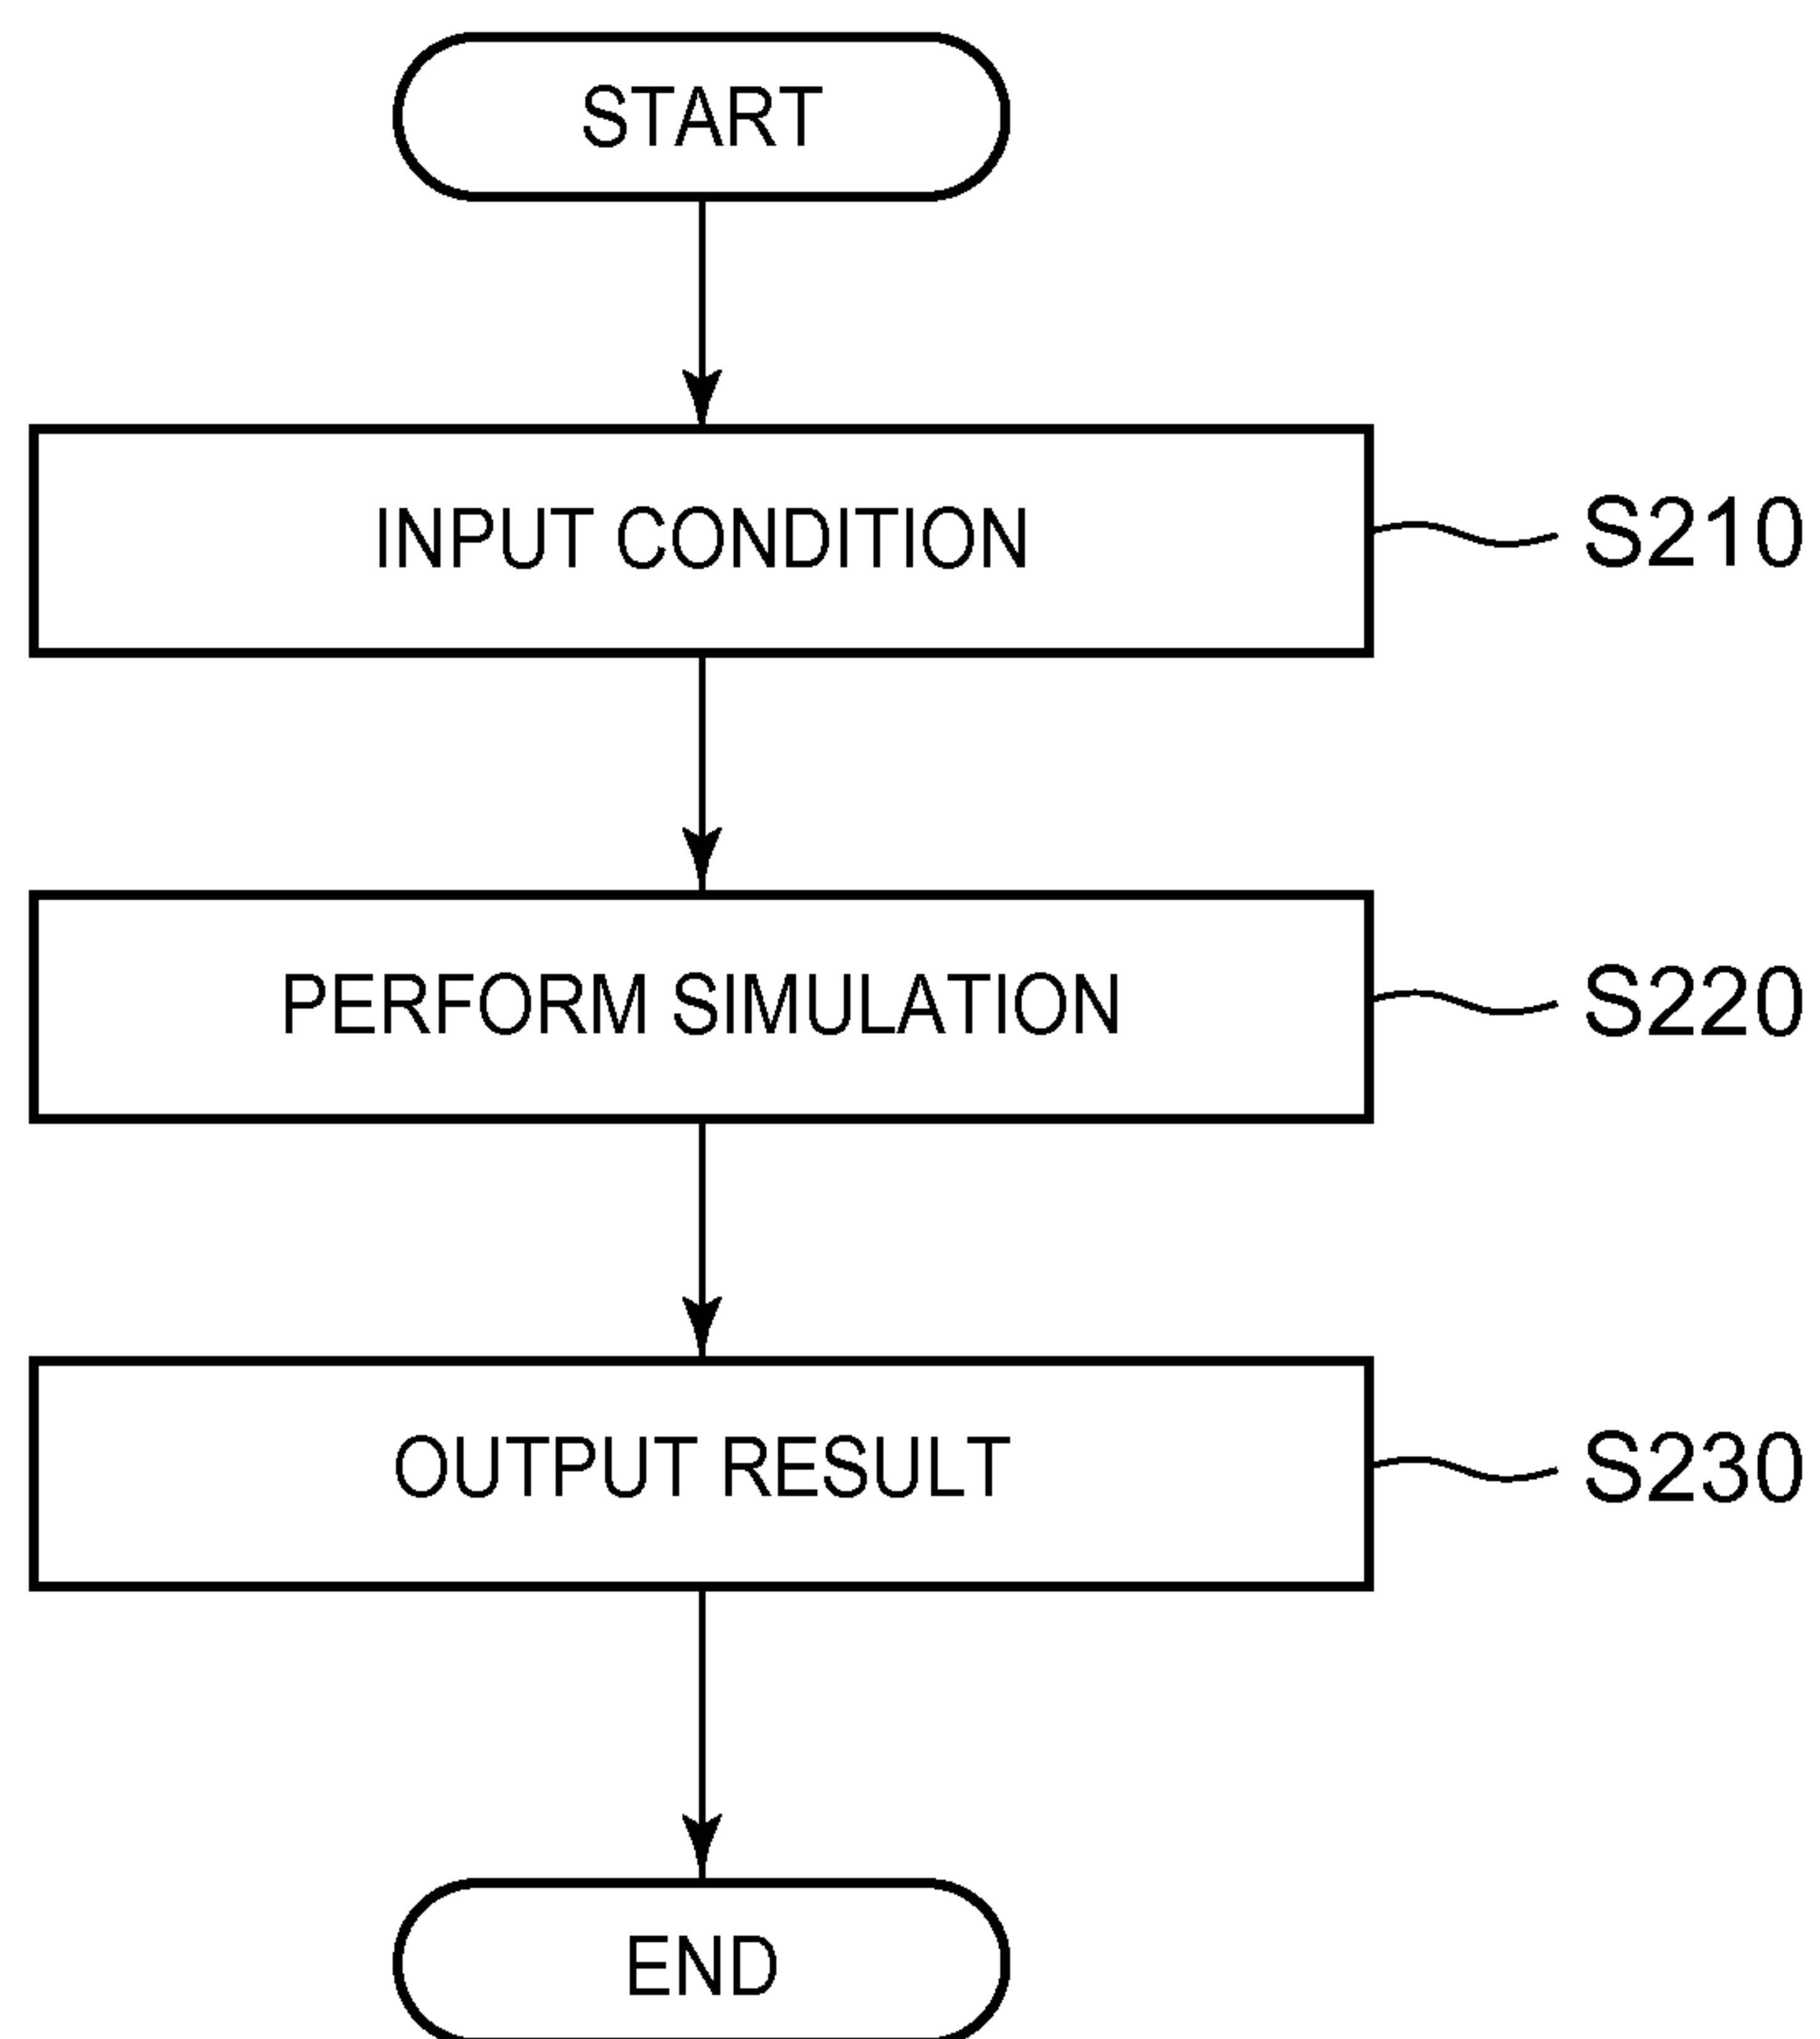 START
INPUT CONDITION
S210
PERFORM SIMULATION
S220
OUTPUT RESULT
S230
END